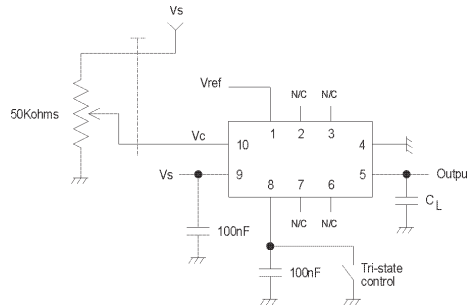 Vs
Vref
N/C
N/C
50Kohms
1
2
3
Vc
10
4
Vs
9
5
Outpu
8
7
6
C L
100nF
N/C
N/C
100nF
Tri-state
control